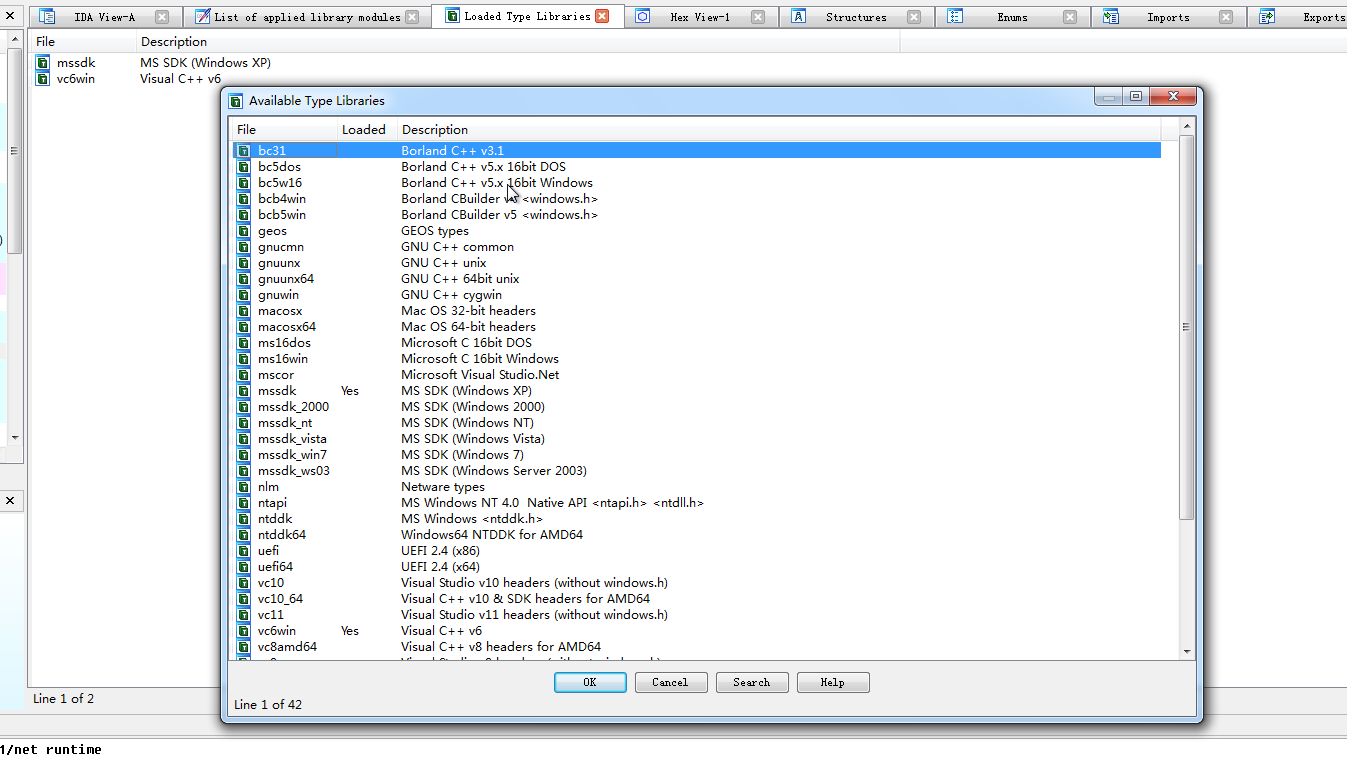 IDA View-A List of applied library modules Loaded Type Libraries Hex View-1 Structures Enums Imports Exports
File Description
mssdk MS SDK (Windows XP)
vc6win Visual C++ v6
Available Type Libraries
File Loaded Description
bc31 Borland C++ v3.1
bc5dos Borland C++ v5.x 16bit DOS
bc5w16 Borland C++ v5.x 16bit Windows
bcb4win Borland CBuilder <windows.h>
bcb5win Borland CBuilder v5 <windows.h>
geos GEOS types
gnucmn GNU C++ common
gnuunx GNU C++ unix
gnuunx64 GNU C++ 64bit unix
gnuwin GNU C++ cygwin
macosx Mac OS 32-bit headers
macosx64 Mac OS 64-bit headers
ms16dos Microsoft C 16bit DOS
ms16win Microsoft C 16bit Windows
mscor Microsoft Visual Studio.Net
mssdk Yes MS SDK (Windows XP)
mssdk_2000 MS SDK (Windows 2000)
mssdk_nt MS SDK (Windows NT)
mssdk_vista MS SDK (Windows Vista)
mssdk_win7 MS SDK (Windows 7)
mssdk_ws03 MS SDK (Windows Server 2003)
nlm Netware types
ntapi MS Windows NT 4.0 Native API <ntapi.h> <ntdll.h>
ntddk MS Windows <ntddk.h>
ntddk64 Windows64 NTDDK for AMD64
uefi UEFI 2.4 (x86)
uefi64 UEFI 2.4 (x64)
vc10 Visual Studio v10 headers (without windows.h)
vc10_64 Visual C++ v10 & SDK headers for AMD64
vc11 Visual Studio v11 headers (without windows.h)
vc6win Yes Visual C++ v6
vc8amd64 Visual C++ v8 headers for AMD64
OK Cancel Search Help
Line 1 of 42
Line 1 of 2
1/net runtime